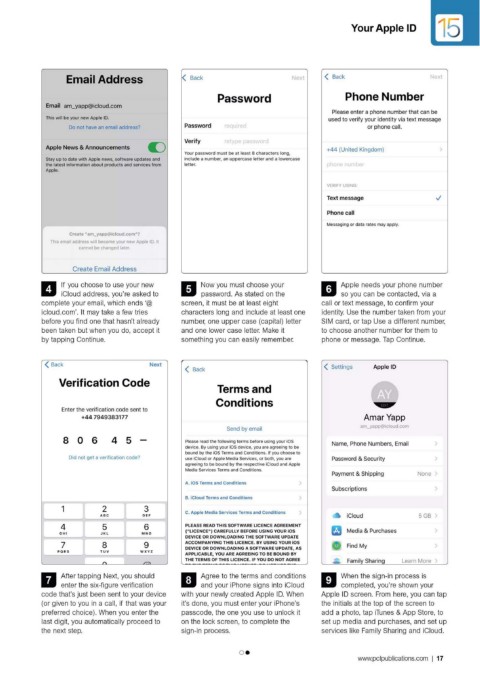 Your Apple ID
15
Email Address
Email am_yapp@icloud.com
This will be your new Apple ID.
Do not have an email address?
Apple News & Announcements
Stay up to date with Apple news, software updates and
the latest information about products and services from
Apple.
Create "am_yapp@icloud.com"?
This email address will become your new Apple ID. It
cannot be changed later.
Create Email Address
Back Next
Password
Password required
Verify retype password
Your password must be at least 8 characters long,
include a number, an uppercase letter and a lowercase
letter.
Back Next
Phone Number
Please enter a phone number that can be
used to verify your identity via text message
or phone call.
+44 (United Kingdom)
phone number
VERIFY USING
Text message ✓
Phone call
Messaging or data rates may apply.
4 If you choose to use your new
iCloud address, you're asked to
complete your email, which ends '@
icloud.com'. It may take a few tries
before you find one that hasn't already
been taken but when you do, accept it
by tapping Continue.
5 Now you must choose your
password. As stated on the
screen, it must be at least eight
characters long and include at least one
number, one upper case (capital) letter
and one lower case letter. Make it
something you can easily remember.
6 Apple needs your phone number
so you can be contacted, via a
call or text message, to confirm your
identity. Use the number taken from your
SIM card, or tap Use a different number,
to choose another number for them to
phone or message. Tap Continue.
Back Next
Verification Code
Enter the verification code sent to
+44 7949383177
8 0 6 4 5 –
Did not get a verification code?
1 2 3
ABC DEF
4 5 6
GHI JKL MNO
7 8 9
PQRS TUV WXYZ
0
Back
Terms and
Conditions
Send by email
Please read the following terms before using your iOS
device. By using your iOS device, you are agreeing to be
bound by the iOS Terms and Conditions. If you choose to
use iCloud or Apple Media Services, or both, you are
agreeing to be bound by the respective iCloud and Apple
Media Services Terms and Conditions.
A. iOS Terms and Conditions
B. iCloud Terms and Conditions
C. Apple Media Services Terms and Conditions
PLEASE READ THIS SOFTWARE LICENCE AGREEMENT
("LICENCE") CAREFULLY BEFORE USING YOUR IOS
DEVICE OR DOWNLOADING THE SOFTWARE UPDATE
ACCOMPANYING THIS LICENCE. BY USING YOUR IOS
DEVICE OR DOWNLOADING A SOFTWARE UPDATE, AS
APPLICABLE, YOU ARE AGREEING TO BE BOUND BY
THE TERMS OF THIS LICENCE. IF YOU DO NOT AGREE
Settings Apple ID
AY
Amar Yapp
am_yapp@icloud.com
Name, Phone Numbers, Email
Password & Security
Payment & Shipping None
Subscriptions
iCloud 5 GB
Media & Purchases
Find My
Family Sharing Learn More
7 After tapping Next, you should
enter the six-figure verification
code that's just been sent to your device
(or given to you in a call, if that was your
preferred choice). When you enter the
last digit, you automatically proceed to
the next step.
8 Agree to the terms and conditions
and your iPhone signs into iCloud
with your newly created Apple ID. When
it's done, you must enter your iPhone's
passcode, the one you use to unlock it
on the lock screen, to complete the
sign-in process.
9 When the sign-in process is
completed, you're shown your
Apple ID screen. From here, you can tap
the initials at the top of the screen to
add a photo, tap iTunes & App Store, to
set up media and purchases, and set up
services like Family Sharing and iCloud.
www.pclpublications.com | 17